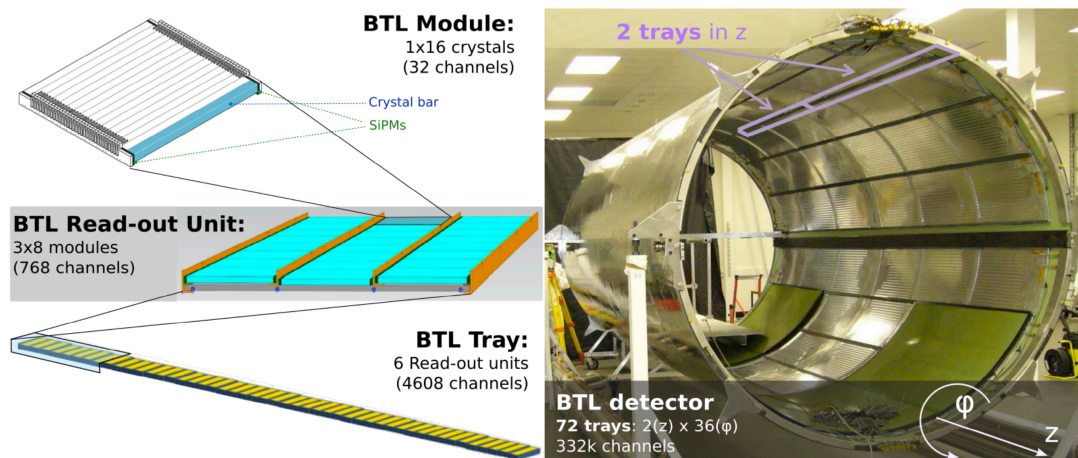 BTL Module:
1x16 crystals
(32 channels)
Crystal bar
SiPMs
BTL Read-out Unit:
3x8 modules
(768 channels)
BTL Tray:
6 Read-out units
(4608 channels)
2 trays in z
BTL detector
72 trays: 2(z) x 36(φ)
332k channels
φ
z